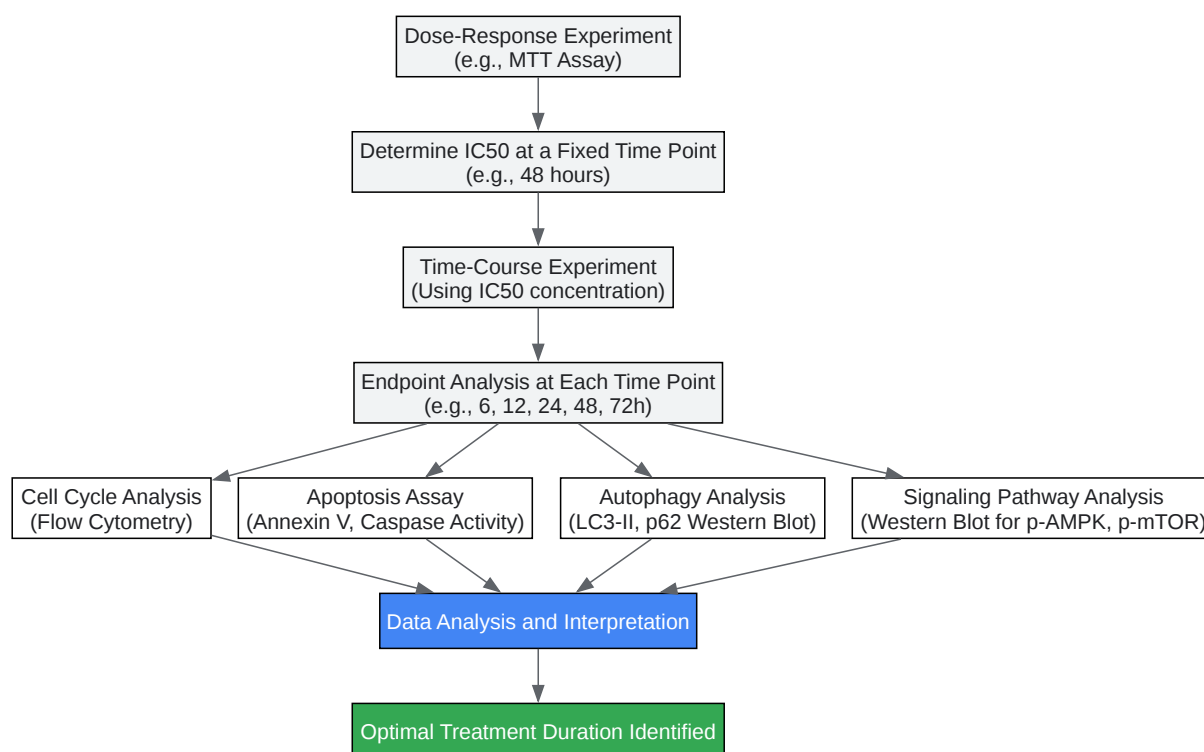 Dose-Response Experiment
(e.g., MTT Assay)
Determine IC50 at a Fixed Time Point
(e.g., 48 hours)
Time-Course Experiment
(Using IC50 concentration)
Endpoint Analysis at Each Time Point
(e.g., 6, 12, 24, 48, 72h)
Cell Cycle Analysis
(Flow Cytometry)
Apoptosis Assay
(Annexin V, Caspase Activity)
Autophagy Analysis
(LC3-II, p62 Western Blot)
Signaling Pathway Analysis
(Western Blot for p-AMPK, p-mTOR)
Data Analysis and Interpretation
Optimal Treatment Duration Identified